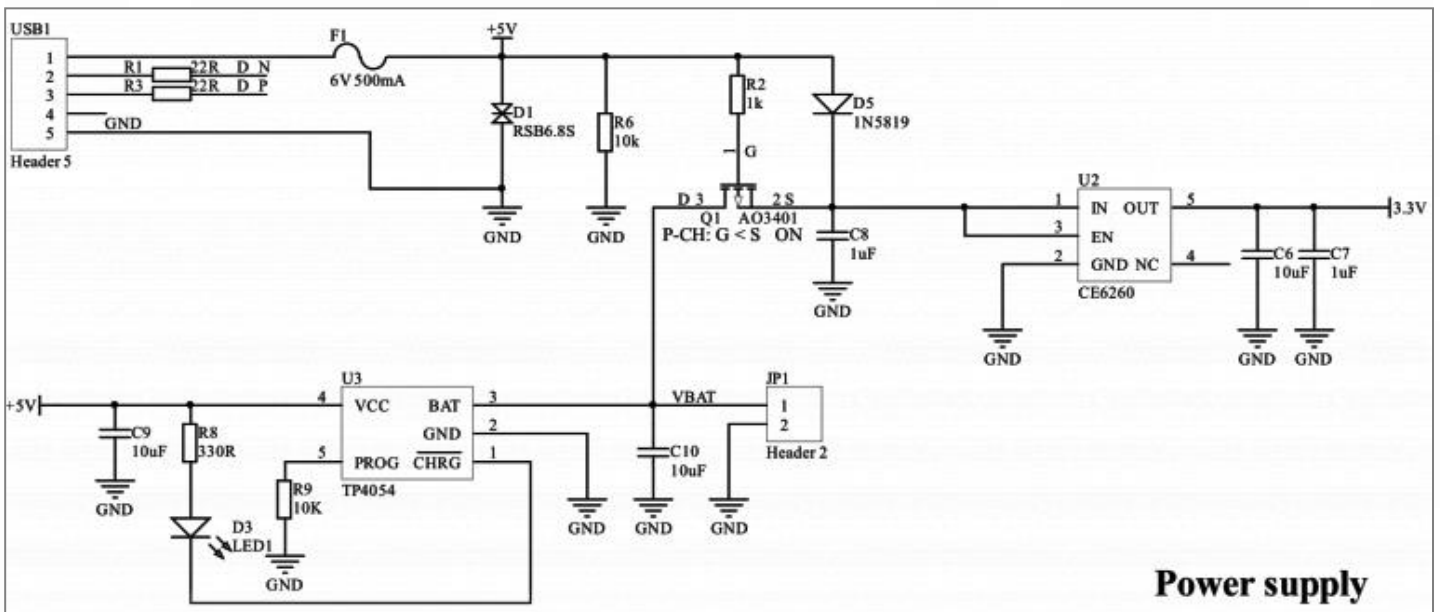 USB1
1
2
3
4
5
Header 5
R1 22R D_N
R3 22R D_P
GND
F1
6V 500mA
+5V
D1
RSB6.8S
GND
R6
10k
GND
R2
1k
1 G
D 3
2 S
Q1 AO3401
P-CH: G < S ON
D5
1N5819
C8
1uF
GND
U2
1 IN OUT 5
3 EN
2 GND NC 4
CE6260
GND
3.3V
C6
10uF
GND
C7
1uF
GND
+5V
C9
10uF
GND
R8
330R
D3
LED1
U3
4 VCC BAT 3
GND 2
5 PROG CHRG 1
TP4054
R9
10K
GND
GND
VBAT
C10
10uF
GND
JP1
1
2
Header 2
GND
Power supply